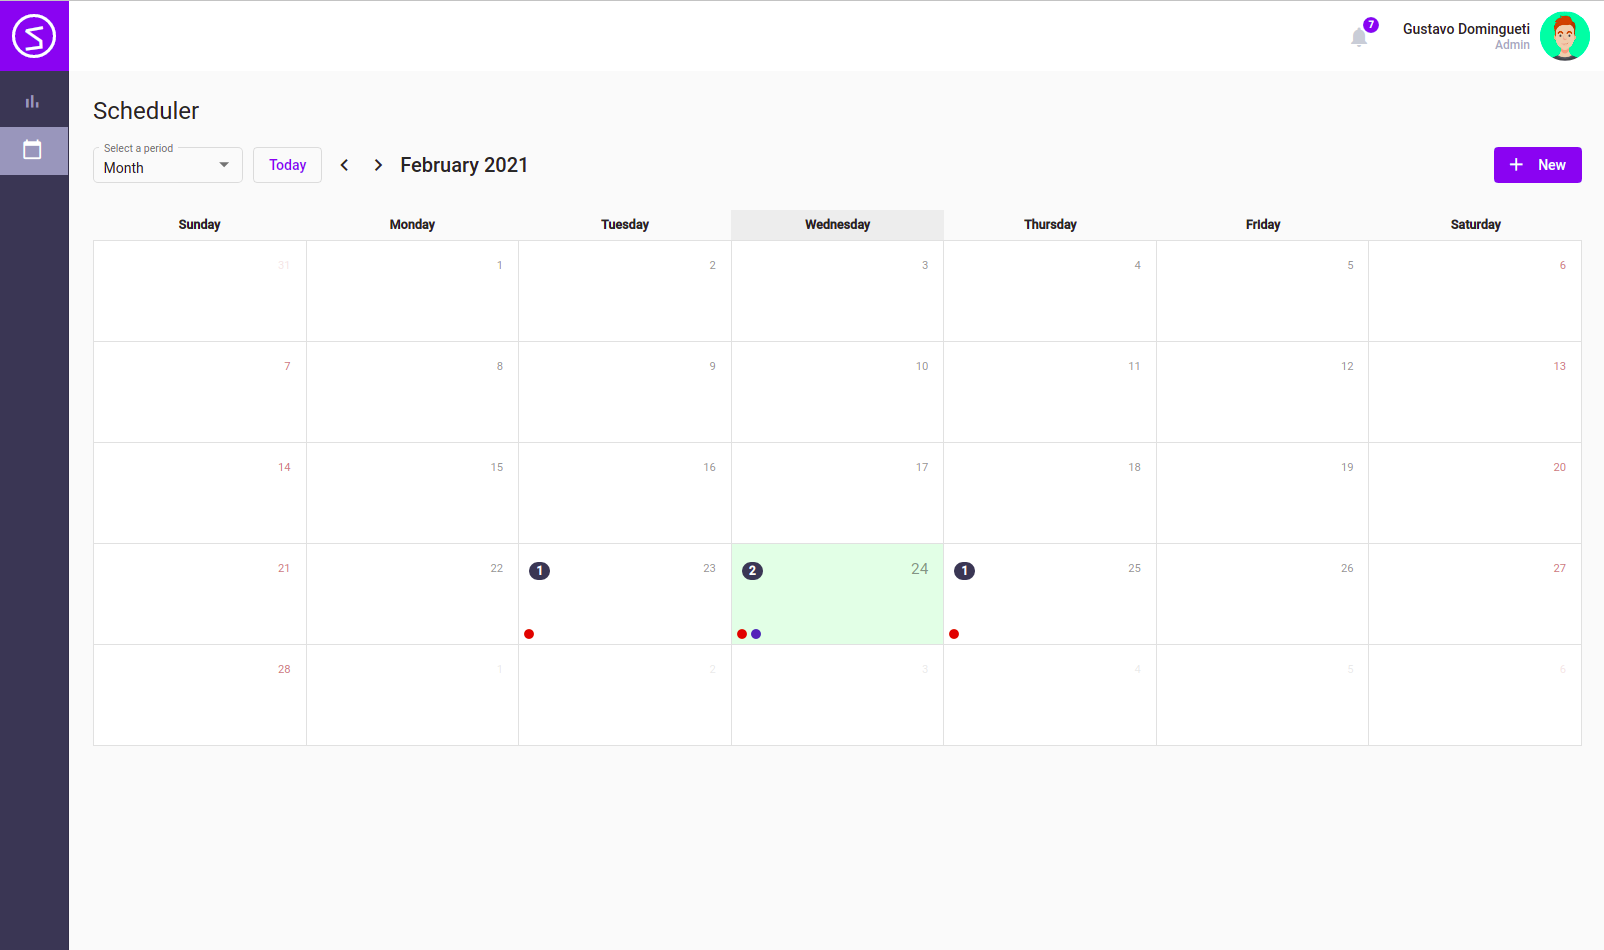 7
Gustavo Domingueti
Admin
Scheduler
Select a period
Month
Today
February 2021
New
Sunday Monday Tuesday Wednesday Thursday Friday Saturday
31 1 2 3 4 5 6
7 8 9 10 11 12 13
14 15 16 17 18 19 20
21 22 1 23 2 24 1 25 26 27
28 1 2 3 4 5 6